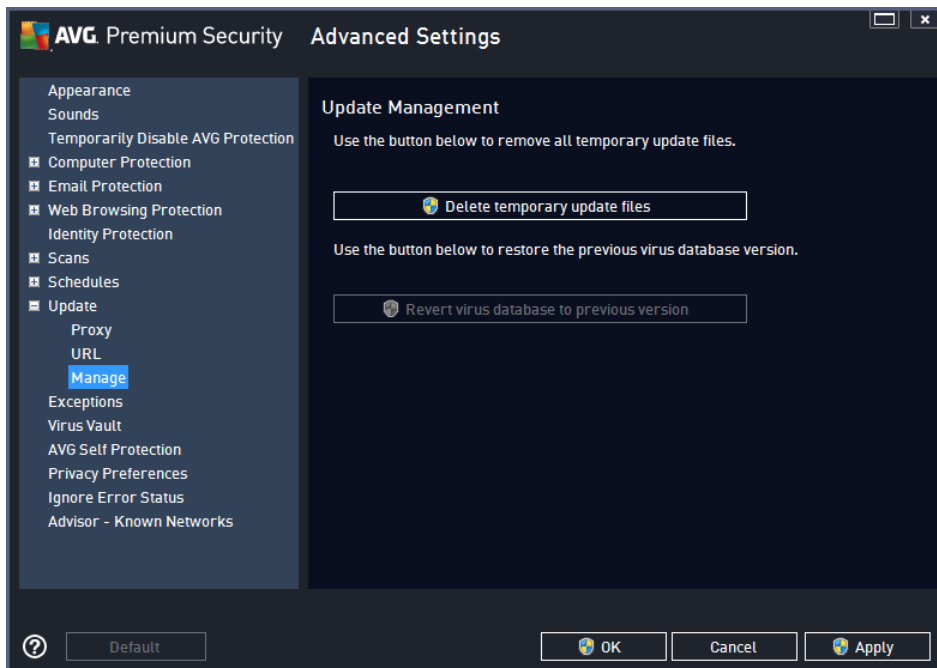 AVG. Premium Security Advanced Settings
Appearance
Sounds
Temporarily Disable AVG Protection
Computer Protection
Email Protection
Web Browsing Protection
Identity Protection
Scans
Schedules
Update
Proxy
URL
Manage
Exceptions
Virus Vault
AVG Self Protection
Privacy Preferences
Ignore Error Status
Advisor - Known Networks
Update Management
Use the button below to remove all temporary update files.
Delete temporary update files
Use the button below to restore the previous virus database version.
Revert virus database to previous version
Default
OK
Cancel
Apply